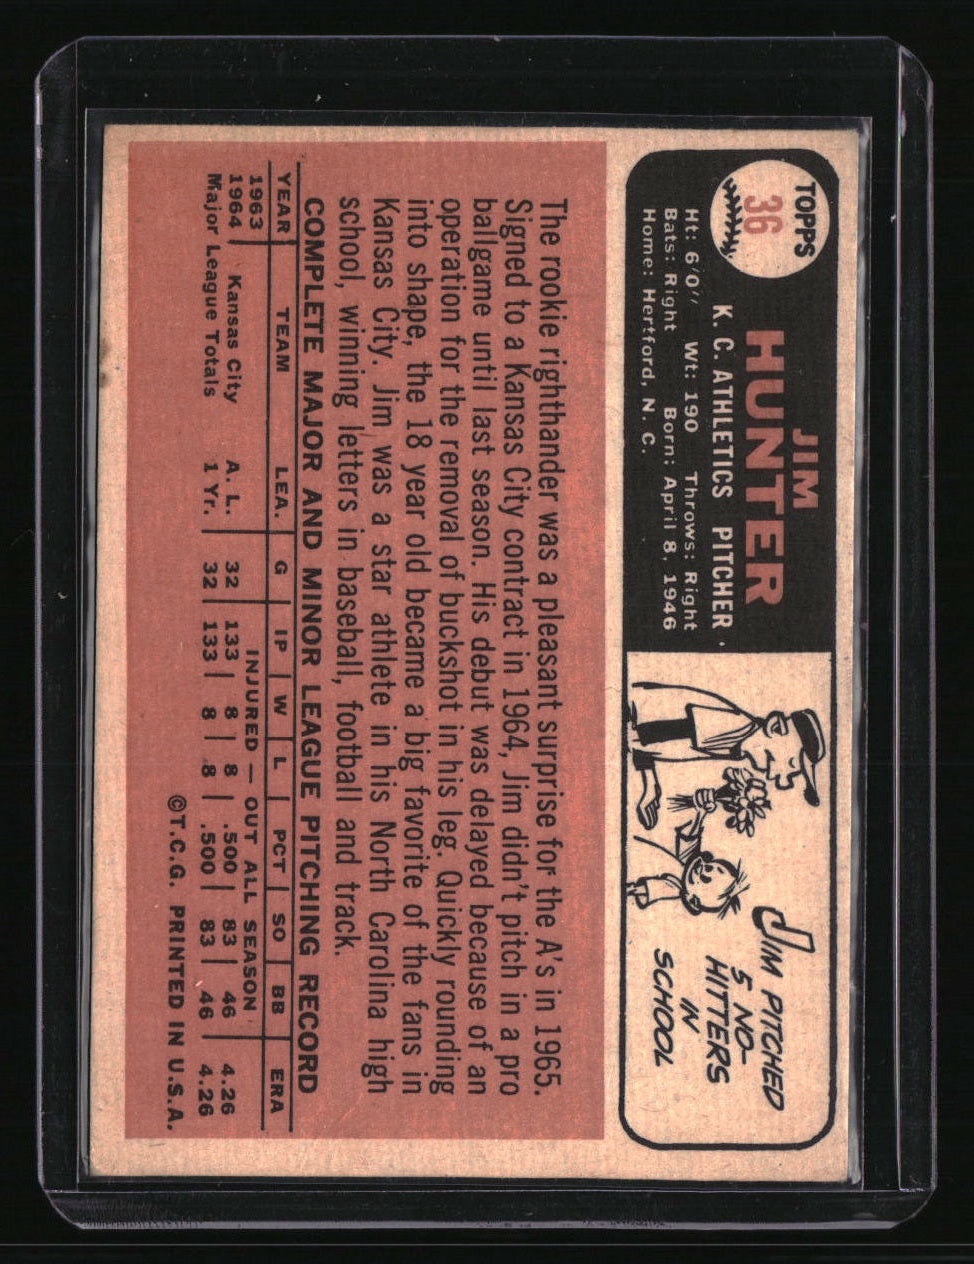 TOPPS
36
JIM
HUNTER
K. C. ATHLETICS PITCHER
Ht: 6'0" Wt: 190 Throws: Right
Bats: Right Born: April 8, 1946
Home: Hertford, N. C.
JIM PITCHED
5 NO-
HITTERS
IN
SCHOOL
The rookie righthander was a pleasant surprise for the A's in 1965.
Signed to a Kansas City contract in 1964, Jim didn't pitch in a pro
ballgame until last season. His debut was delayed because of an
operation for the removal of buckshot in his leg. Quickly rounding
into shape, the 18 year old became a big favorite of the fans in
Kansas City. Jim was a star athlete in his North Carolina high
school, winning letters in baseball, football and track.
COMPLETE MAJOR AND MINOR LEAGUE PITCHING RECORD
YEAR TEAM LEA. G IP W L PCT SO BB ERA
1963 INJURED — OUT ALL SEASON
1964 Kansas City A. L. 32 133 8 8 .500 83 46 4.26
Major League Totals 1 Yr. 32 133 8 8 .500 83 46 4.26
©T.C.G. PRINTED IN U.S.A.